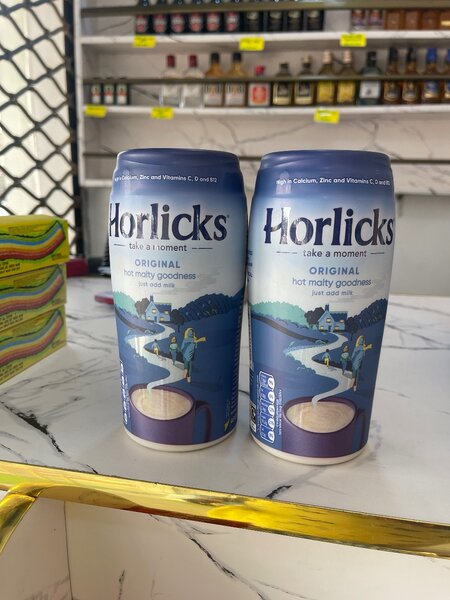 High in Calcium, Zinc and Vitamins C, D and B12
Horlicks
take a moment
ORIGINAL
hot malty goodness
just add milk
High in Calcium, Zinc and Vitamins C, D and B12
Horlicks
take a moment
ORIGINAL
hot malty goodness
just add milk